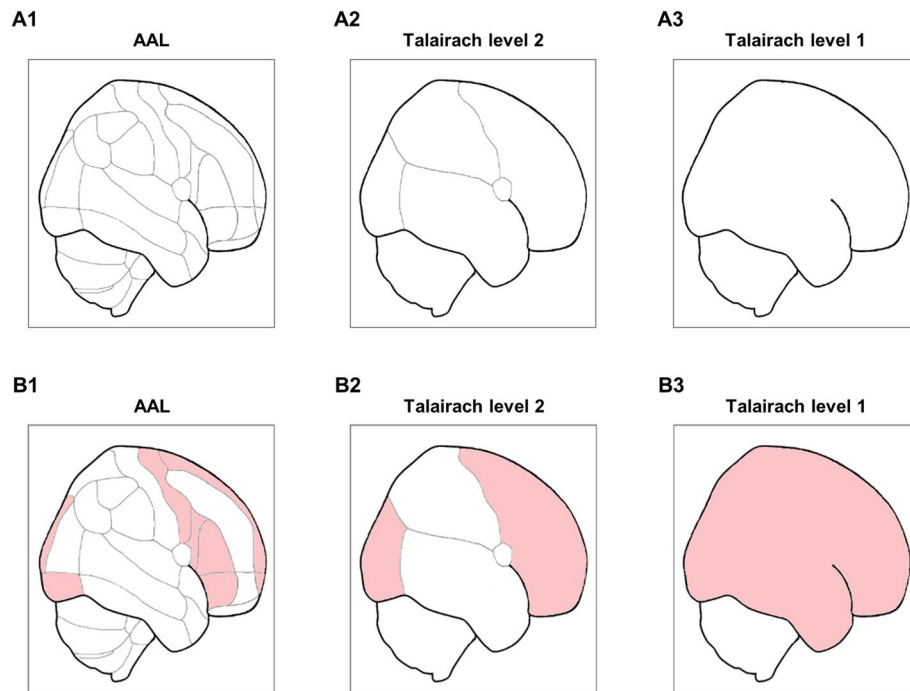 A1
AAL
A2
Talairach level 2
A3
Talairach level 1
B1
AAL
B2
Talairach level 2
B3
Talairach level 1